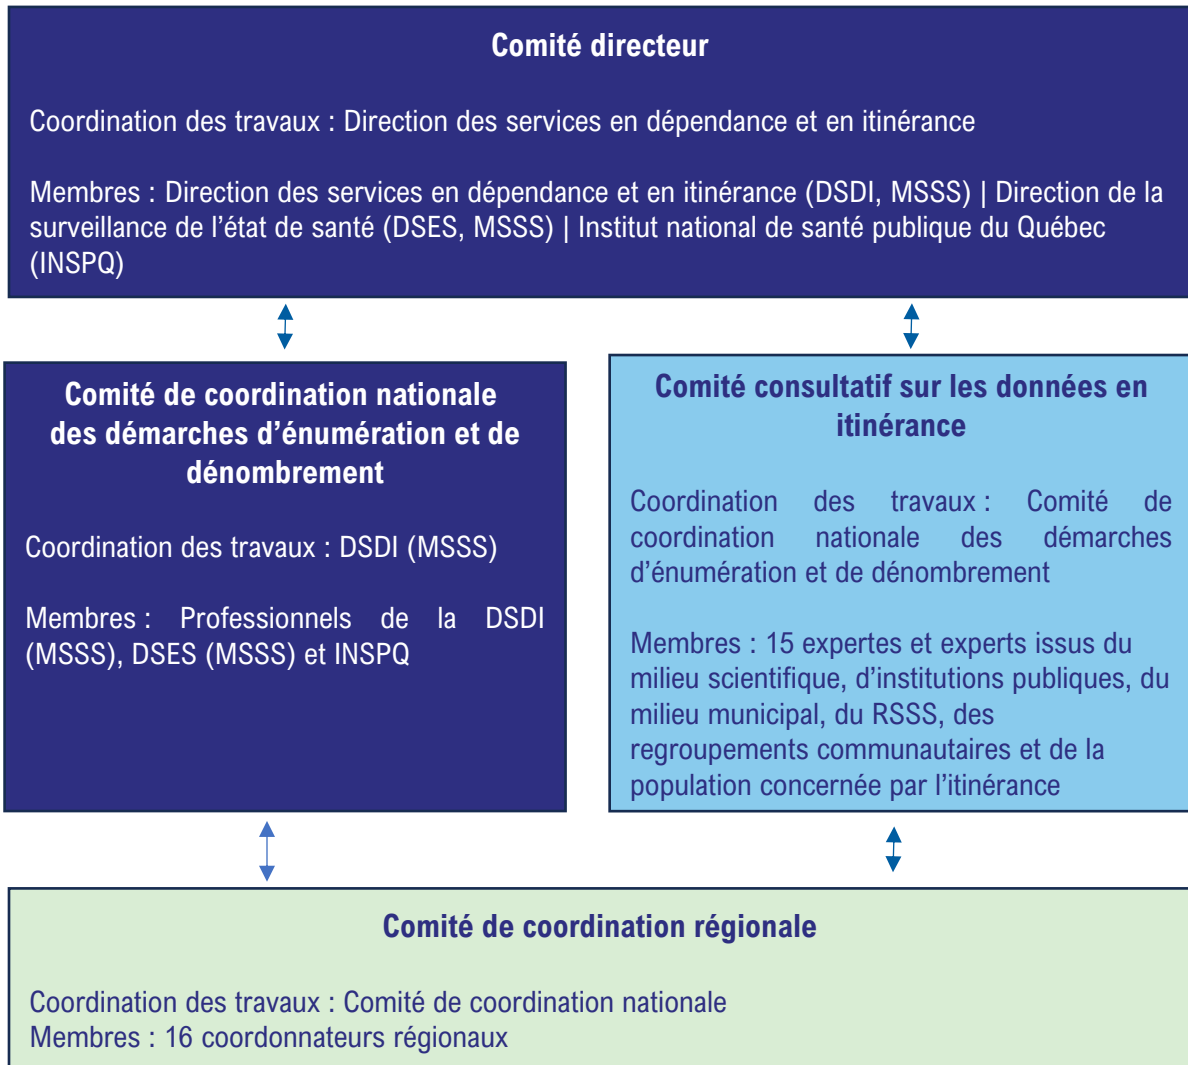 Comité directeur
Coordination des travaux : Direction des services en dépendance et en itinérance
Membres : Direction des services en dépendance et en itinérance (DSDI, MSSS) | Direction de la
surveillance de l’état de santé (DSES, MSSS) | Institut national de santé publique du Québec
(INSPQ)
Comité de coordination nationale
des démarches d’énumération et de
dénombrement
Coordination des travaux : DSDI (MSSS)
Membres : Professionnels de la DSDI
(MSSS), DSES (MSSS) et INSPQ
Comité consultatif sur les données en
itinérance
Coordination des travaux : Comité de
coordination nationale des démarches
d’énumération et de dénombrement
Membres : 15 expertes et experts issus du
milieu scientifique, d’institutions publiques, du
milieu municipal, du RSSS, des
regroupements communautaires et de la
population concernée par l’itinérance
Comité de coordination régionale
Coordination des travaux : Comité de coordination nationale
Membres : 16 coordonnateurs régionaux